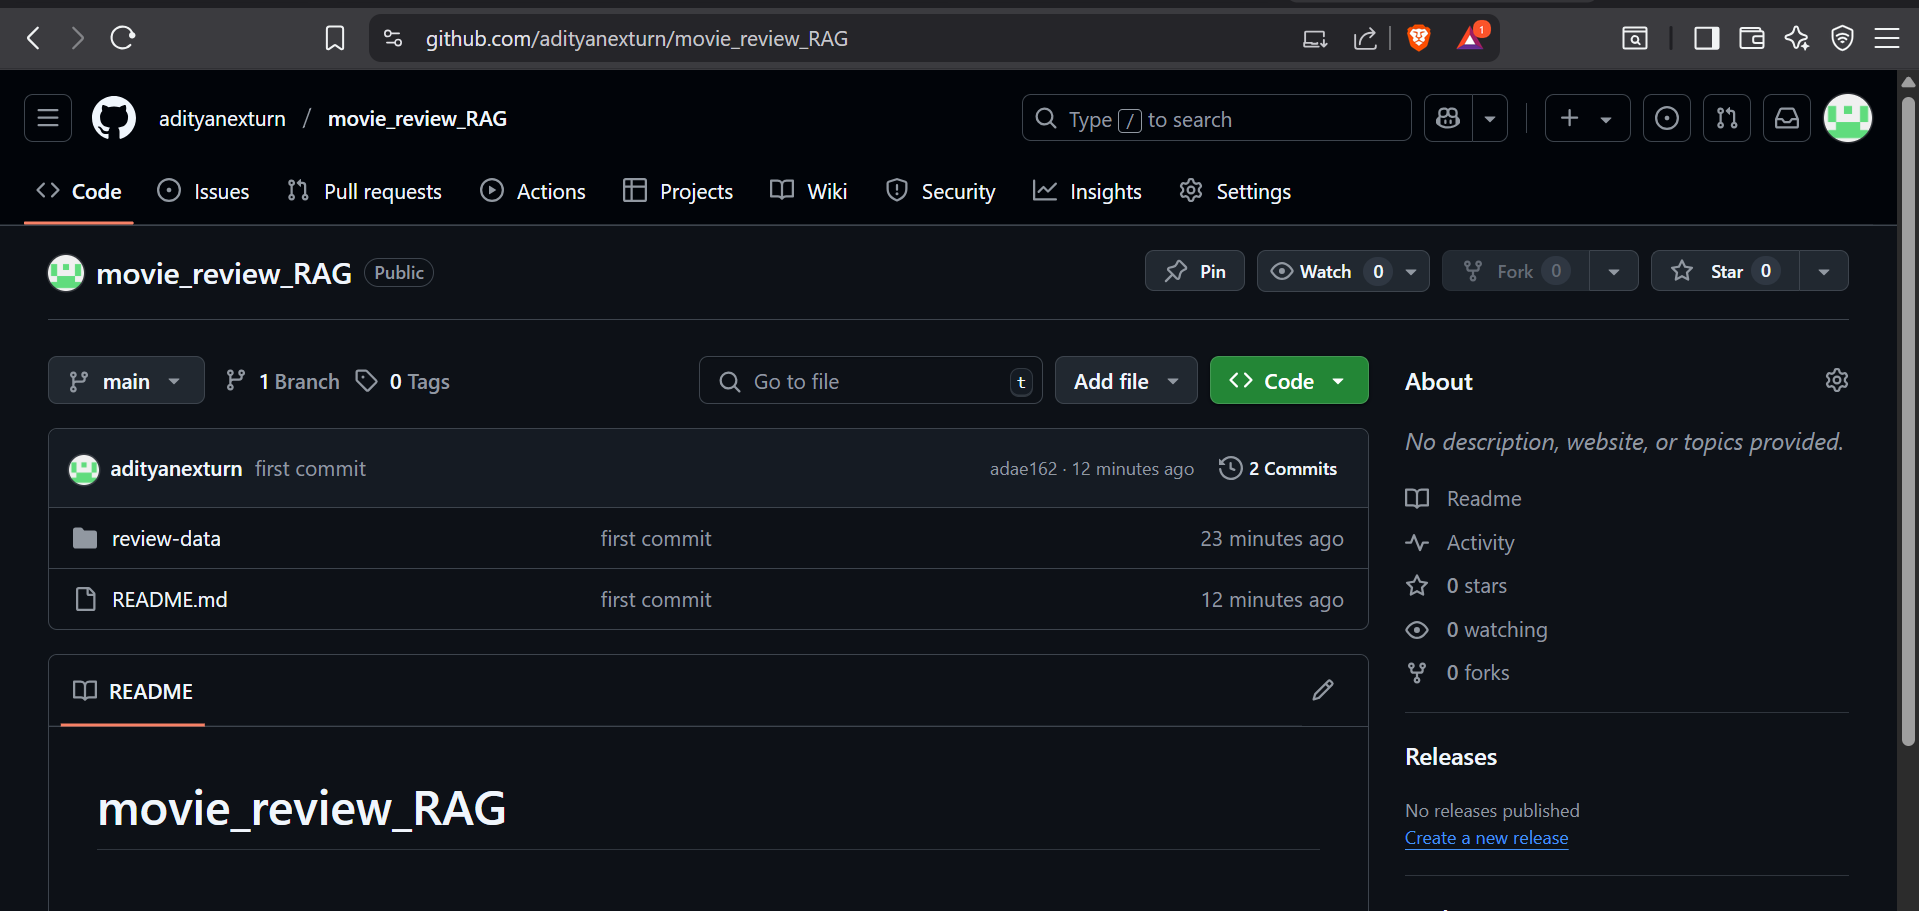 github.com/adityanexturn/movie_review_RAG
1
adityanexturn / movie_review_RAG
Type / to search
Code Issues Pull requests Actions Projects Wiki Security Insights Settings
movie_review_RAG Public
Pin Watch 0 Fork 0 Star 0
main 1 Branch 0 Tags
Go to file t
Add file Code
About
No description, website, or topics provided.
adityanexturn first commit adae162 · 12 minutes ago 2 Commits
review-data first commit 23 minutes ago
README.md first commit 12 minutes ago
Readme
Activity
0 stars
0 watching
0 forks
README
movie_review_RAG
Releases
No releases published
Create a new release